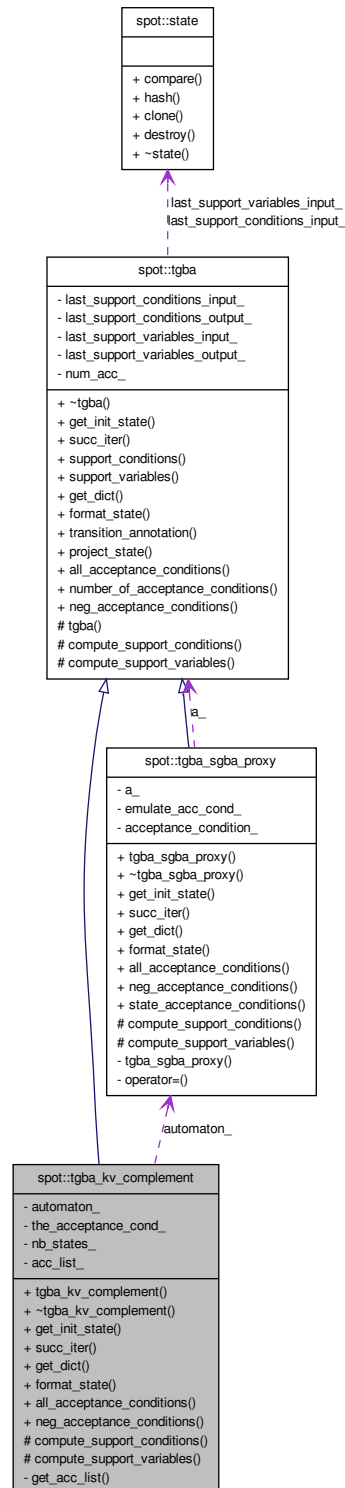 spot::state
+ compare()
+ hash()
+ clone()
+ destroy()
+ ~state()
last_support_variables_input_
last_support_conditions_input_
spot::tgba
- last_support_conditions_input_
- last_support_conditions_output_
- last_support_variables_input_
- last_support_variables_output_
- num_acc_
+ ~tgba()
+ get_init_state()
+ succ_iter()
+ support_conditions()
+ support_variables()
+ get_dict()
+ format_state()
+ transition_annotation()
+ project_state()
+ all_acceptance_conditions()
+ number_of_acceptance_conditions()
+ neg_acceptance_conditions()
# tgba()
# compute_support_conditions()
# compute_support_variables()
a_
spot::tgba_sgba_proxy
- a_
- emulate_acc_cond_
- acceptance_condition_
+ tgba_sgba_proxy()
+ ~tgba_sgba_proxy()
+ get_init_state()
+ succ_iter()
+ get_dict()
+ format_state()
+ all_acceptance_conditions()
+ neg_acceptance_conditions()
+ state_acceptance_conditions()
# compute_support_conditions()
# compute_support_variables()
- tgba_sgba_proxy()
- operator=()
automaton_
spot::tgba_kv_complement
- automaton_
- the_acceptance_cond_
- nb_states_
- acc_list_
+ tgba_kv_complement()
+ ~tgba_kv_complement()
+ get_init_state()
+ succ_iter()
+ get_dict()
+ format_state()
+ all_acceptance_conditions()
+ neg_acceptance_conditions()
# compute_support_conditions()
# compute_support_variables()
- get_acc_list()